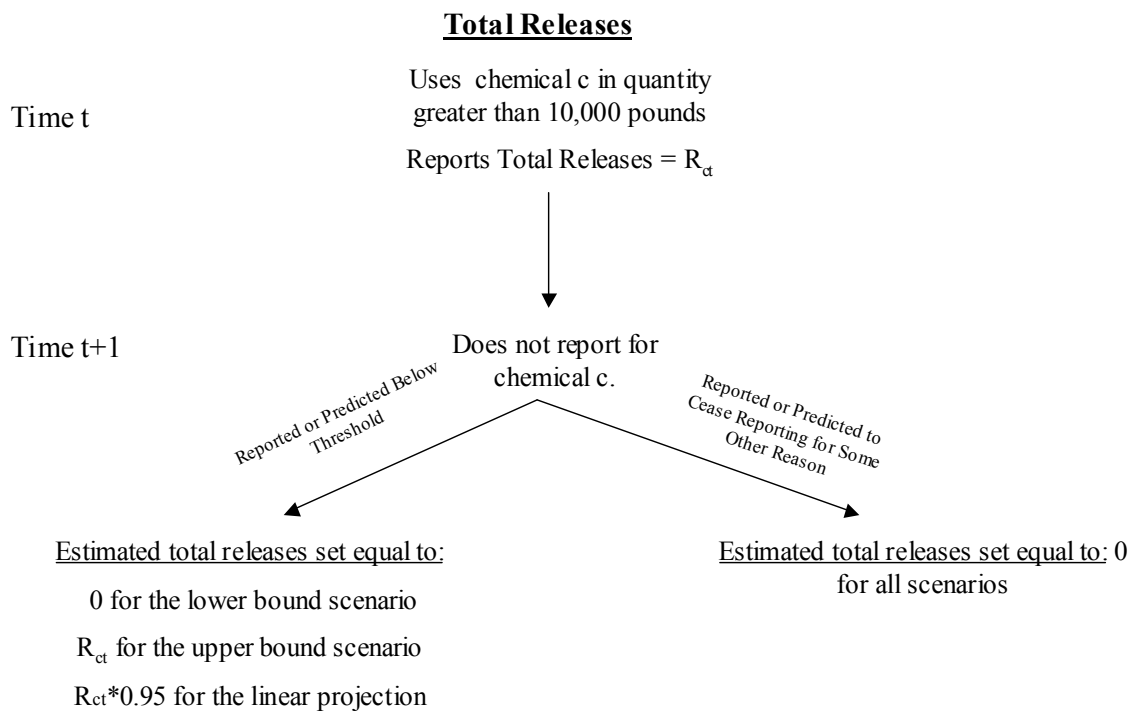 Total Releases
Time t
Uses chemical c in quantity
greater than 10,000 pounds
Reports Total Releases = Rct
Time t+1
Does not report for
chemical c.
Reported or Predicted Below
Threshold
Reported or Predicted to
Cease Reporting for Some
Other Reason
Estimated total releases set equal to:
0 for the lower bound scenario
Rct for the upper bound scenario
Rct*0.95 for the linear projection
Estimated total releases set equal to: 0
for all scenarios